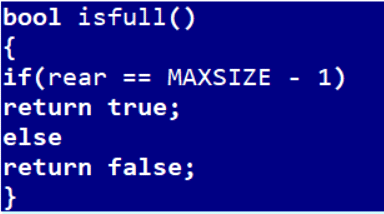 bool isfull()
{
if(rear == MAXSIZE - 1)
return true;
else
return false;
}